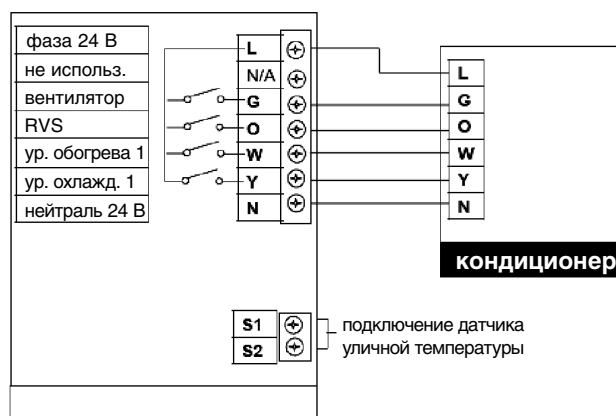 фаза 24 В L
не использ. N/A L
вентилятор G G
RVS O O
ур. обогрева 1 W W
ур. охлажд. 1 Y Y
нейтраль 24 В N N
кондиционер
S1 подключение датчика
S2 уличной температуры